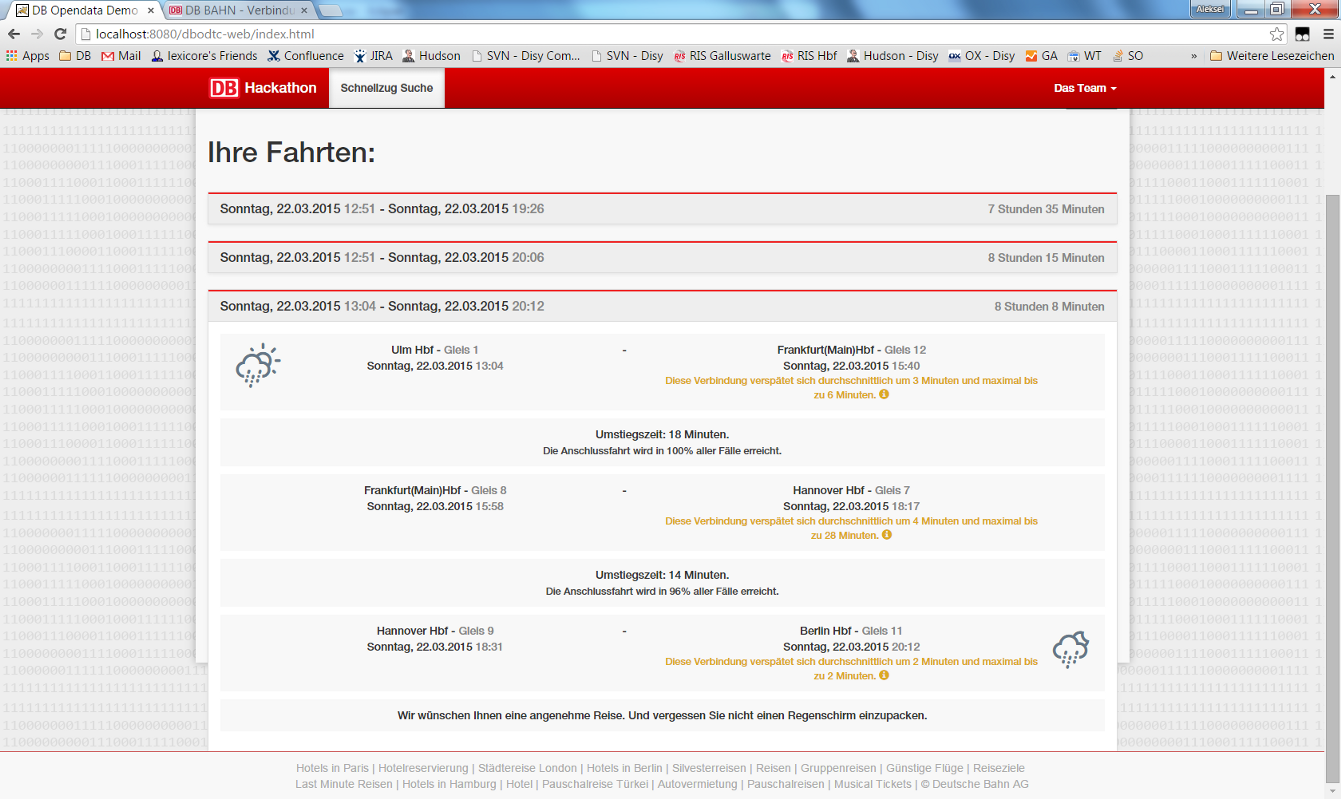 DB Opendata Demo
DB BAHN - Verbindu
Aleksei
localhost:8080/dbodtc-web/index.html
Apps DB Mail lexicore's Friends Confluence JIRA Hudson SVN - Disy Com... SVN - Disy RIS Galluswarte RIS Hbf Hudson - Disy OX - Disy GA WT SO » Weitere Lesezeichen
DB Hackathon Schnellzug Suche Das Team
Ihre Fahrten:
Sonntag, 22.03.2015 12:51 - Sonntag, 22.03.2015 19:26 7 Stunden 35 Minuten
Sonntag, 22.03.2015 12:51 - Sonntag, 22.03.2015 20:06 8 Stunden 15 Minuten
Sonntag, 22.03.2015 13:04 - Sonntag, 22.03.2015 20:12 8 Stunden 8 Minuten
Ulm Hbf - Gleis 1 - Frankfurt(Main)Hbf - Gleis 12
Sonntag, 22.03.2015 13:04 Sonntag, 22.03.2015 15:40
Diese Verbindung verspätet sich durchschnittlich um 3 Minuten und maximal bis
zu 6 Minuten.
Umstiegszeit: 18 Minuten.
Die Anschlussfahrt wird in 100% aller Fälle erreicht.
Frankfurt(Main)Hbf - Gleis 8 - Hannover Hbf - Gleis 7
Sonntag, 22.03.2015 15:58 Sonntag, 22.03.2015 18:17
Diese Verbindung verspätet sich durchschnittlich um 4 Minuten und maximal bis
zu 28 Minuten.
Umstiegszeit: 14 Minuten.
Die Anschlussfahrt wird in 96% aller Fälle erreicht.
Hannover Hbf - Gleis 9 - Berlin Hbf - Gleis 11
Sonntag, 22.03.2015 18:31 Sonntag, 22.03.2015 20:12
Diese Verbindung verspätet sich durchschnittlich um 2 Minuten und maximal bis
zu 2 Minuten.
Wir wünschen Ihnen eine angenehme Reise. Und vergessen Sie nicht einen Regenschirm einzupacken.
Hotels in Paris | Hotelreservierung | Städtereise London | Hotels in Berlin | Silvesterreisen | Reisen | Gruppenreisen | Günstige Flüge | Reiseziele
Last Minute Reisen | Hotels in Hamburg | Hotel | Pauschalreise Türkei | Autovermietung | Pauschalreisen | Musical Tickets | © Deutsche Bahn AG